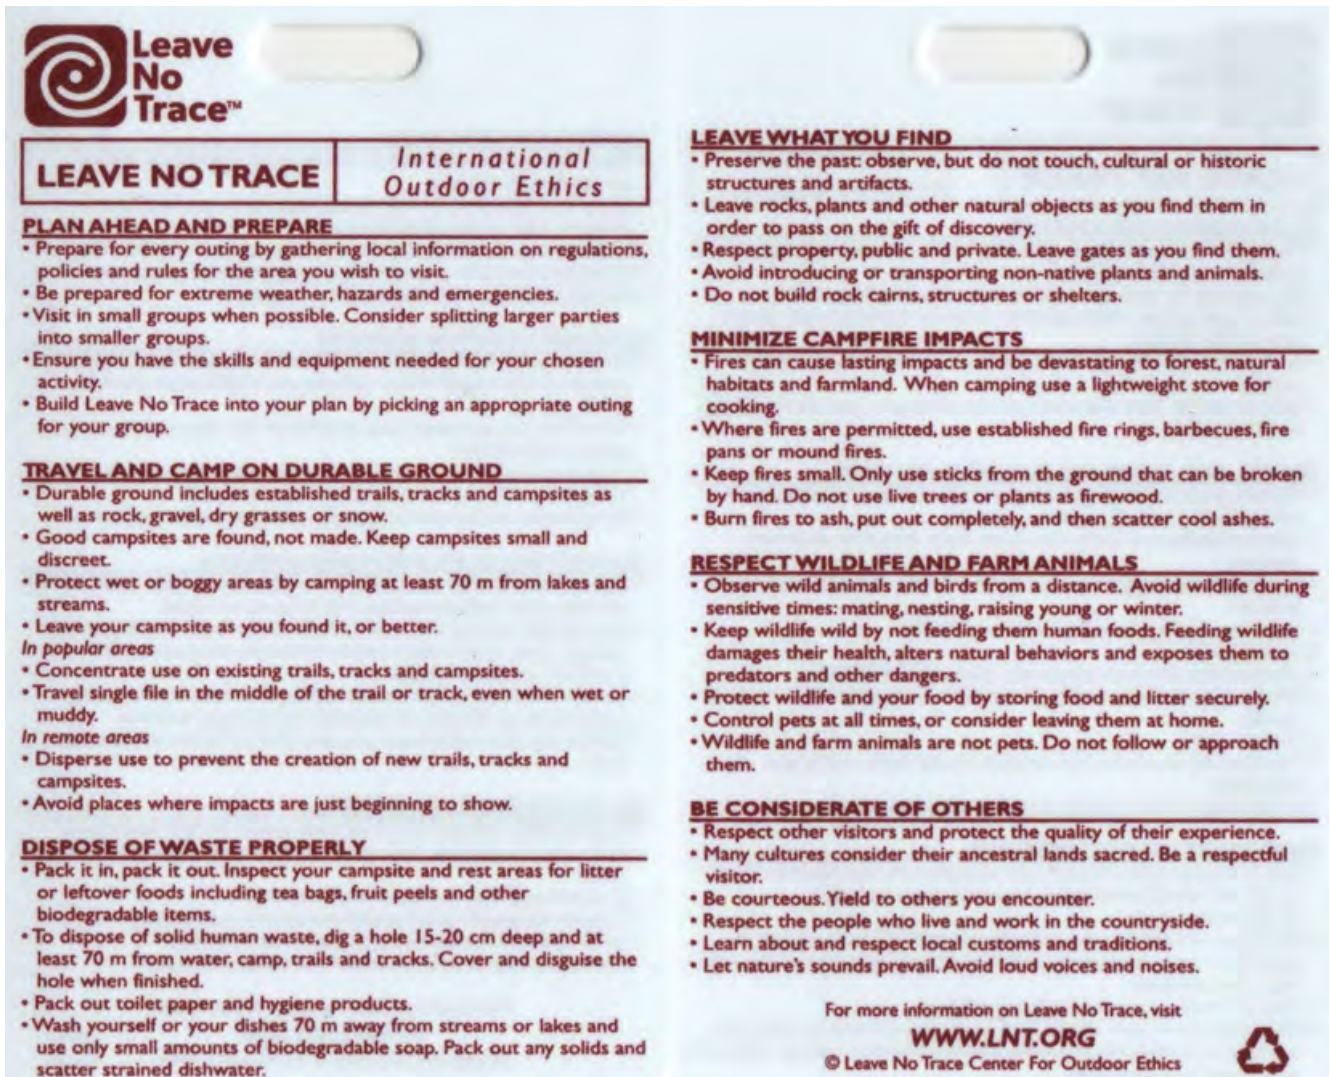 Leave
No
Trace™
LEAVE NO TRACE
International
Outdoor Ethics
PLAN AHEAD AND PREPARE
• Prepare for every outing by gathering local information on regulations,
policies and rules for the area you wish to visit.
• Be prepared for extreme weather, hazards and emergencies.
• Visit in small groups when possible. Consider splitting larger parties
into smaller groups.
• Ensure you have the skills and equipment needed for your chosen
activity.
• Build Leave No Trace into your plan by picking an appropriate outing
for your group.
TRAVEL AND CAMP ON DURABLE GROUND
• Durable ground includes established trails, tracks and campsites as
well as rock, gravel, dry grasses or snow.
• Good campsites are found, not made. Keep campsites small and
discreet.
• Protect wet or boggy areas by camping at least 70 m from lakes and
streams.
• Leave your campsite as you found it, or better.
In popular areas
• Concentrate use on existing trails, tracks and campsites.
• Travel single file in the middle of the trail or track, even when wet or
muddy.
In remote areas
• Disperse use to prevent the creation of new trails, tracks and
campsites.
• Avoid places where impacts are just beginning to show.
DISPOSE OF WASTE PROPERLY
• Pack it in, pack it out. Inspect your campsite and rest areas for litter
or leftover foods including tea bags, fruit peels and other
biodegradable items.
• To dispose of solid human waste, dig a hole 15-20 cm deep and at
least 70 m from water, camp, trails and tracks. Cover and disguise the
hole when finished.
• Pack out toilet paper and hygiene products.
• Wash yourself or your dishes 70 m away from streams or lakes and
use only small amounts of biodegradable soap. Pack out any solids and
scatter strained dishwater.
LEAVE WHAT YOU FIND
• Preserve the past: observe, but do not touch, cultural or historic
structures and artifacts.
• Leave rocks, plants and other natural objects as you find them in
order to pass on the gift of discovery.
• Respect property, public and private. Leave gates as you find them.
• Avoid introducing or transporting non-native plants and animals.
• Do not build rock cairns, structures or shelters.
MINIMIZE CAMPFIRE IMPACTS
• Fires can cause lasting impacts and be devastating to forest, natural
habitats and farmland. When camping use a lightweight stove for
cooking.
• Where fires are permitted, use established fire rings, barbecues, fire
pans or mound fires.
• Keep fires small. Only use sticks from the ground that can be broken
by hand. Do not use live trees or plants as firewood.
• Burn fires to ash, put out completely, and then scatter cool ashes.
RESPECT WILDLIFE AND FARM ANIMALS
• Observe wild animals and birds from a distance. Avoid wildlife during
sensitive times: mating, nesting, raising young or winter.
• Keep wildlife wild by not feeding them human foods. Feeding wildlife
damages their health, alters natural behaviors and exposes them to
predators and other dangers.
• Protect wildlife and your food by storing food and litter securely.
• Control pets at all times, or consider leaving them at home.
• Wildlife and farm animals are not pets. Do not follow or approach
them.
BE CONSIDERATE OF OTHERS
• Respect other visitors and protect the quality of their experience.
• Many cultures consider their ancestral lands sacred. Be a respectful
visitor.
• Be courteous. Yield to others you encounter.
• Respect the people who live and work in the countryside.
• Learn about and respect local customs and traditions.
• Let nature's sounds prevail. Avoid loud voices and noises.
For more information on Leave No Trace, visit
WWW.LNT.ORG
© Leave No Trace Center For Outdoor Ethics